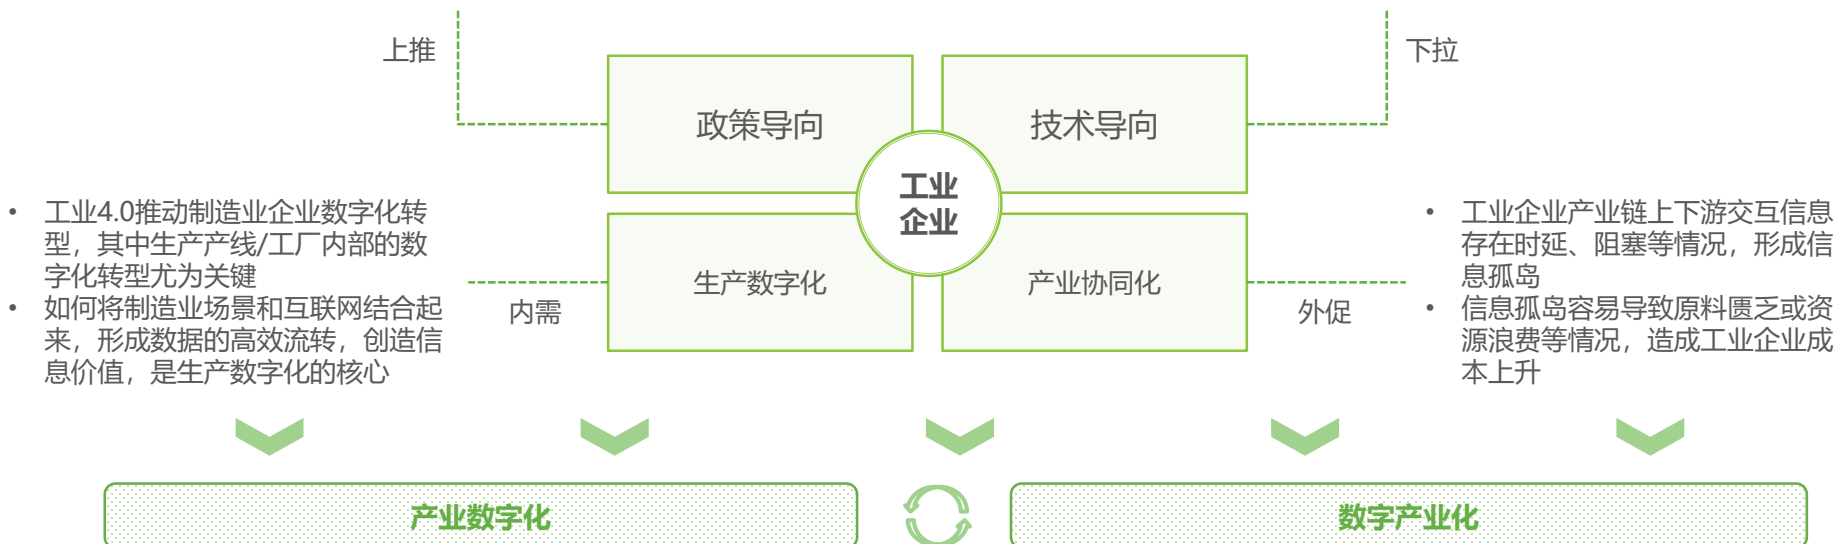 上推
下拉
政策导向
技术导向
工业
企业
• 工业4.0推动制造业企业数字化转
型，其中生产产线/工厂内部的数
字化转型尤为关键
• 如何将制造业场景和互联网结合起
来，形成数据的高效流转，创造信
息价值，是生产数字化的核心
内需
生产数字化
产业协同化
外促
• 工业企业产业链上下游交互信息
存在时延、阻塞等情况，形成信
息孤岛
• 信息孤岛容易导致原料匮乏或资
源浪费等情况，造成工业企业成
本上升
产业数字化
数字产业化